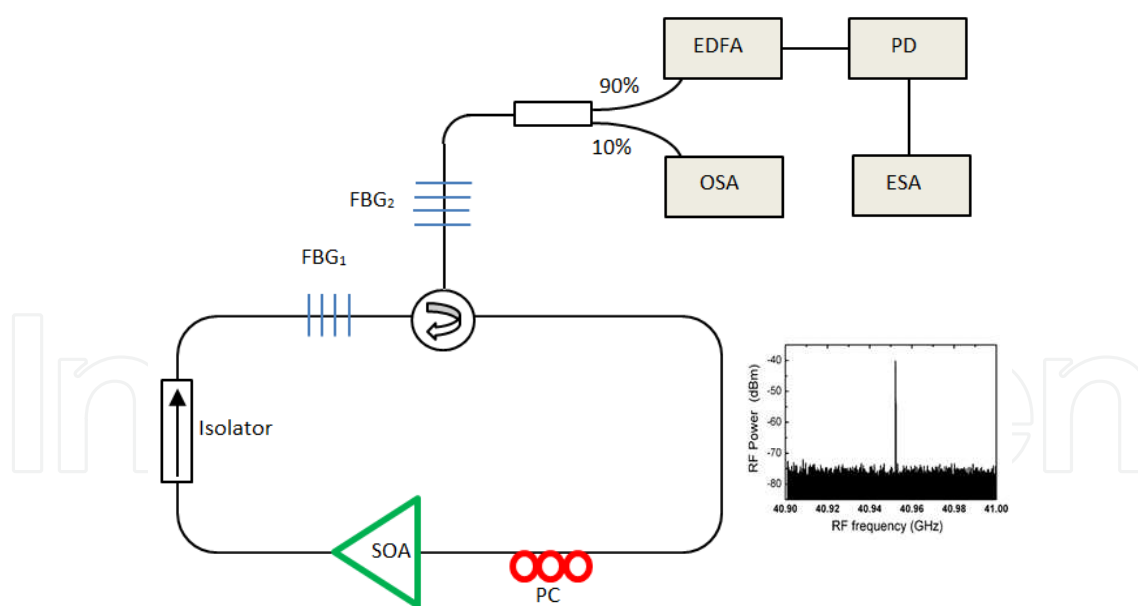 EDFA
PD
90%
10%
OSA
ESA
FBG2
FBG1
Isolator
SOA
PC
-40
-50
-60
-70
-80
RF Power (dBm)
40.90 40.92 40.94 40.96 40.98 41.00
RF frequency (GHz)